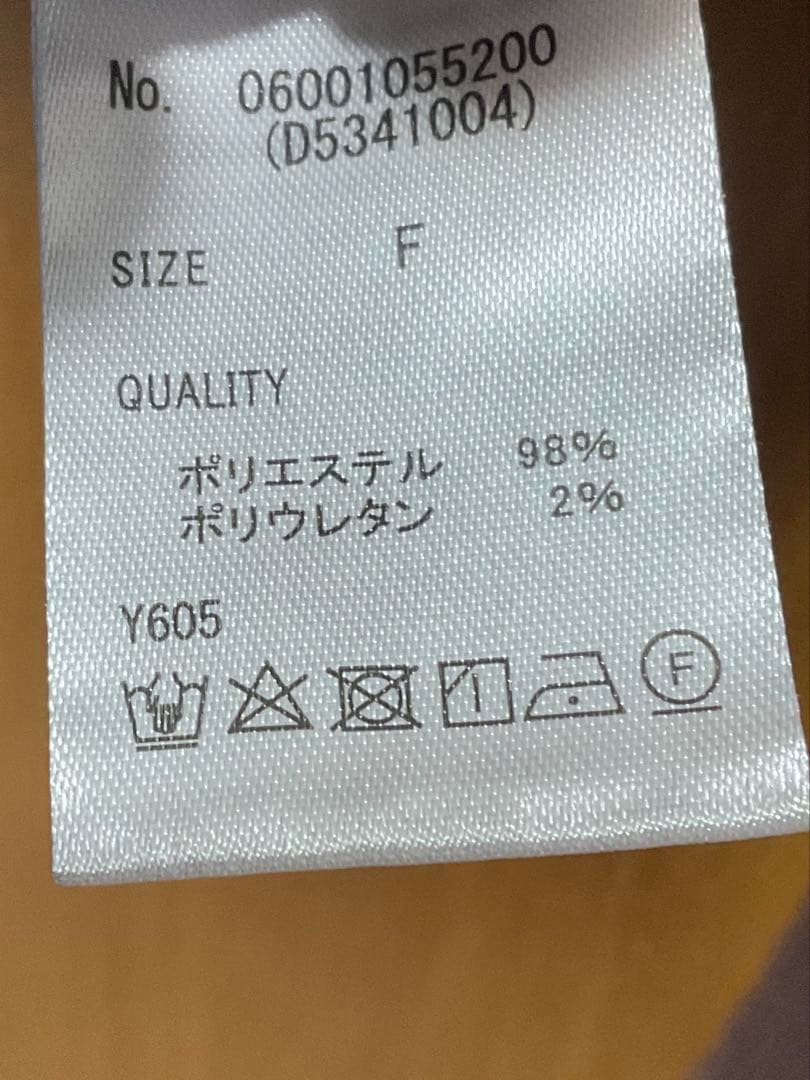 No. 06001055200
(D5341004)
SIZE F
QUALITY
ポリエステル 98%
ポリウレタン 2%
Y605
F